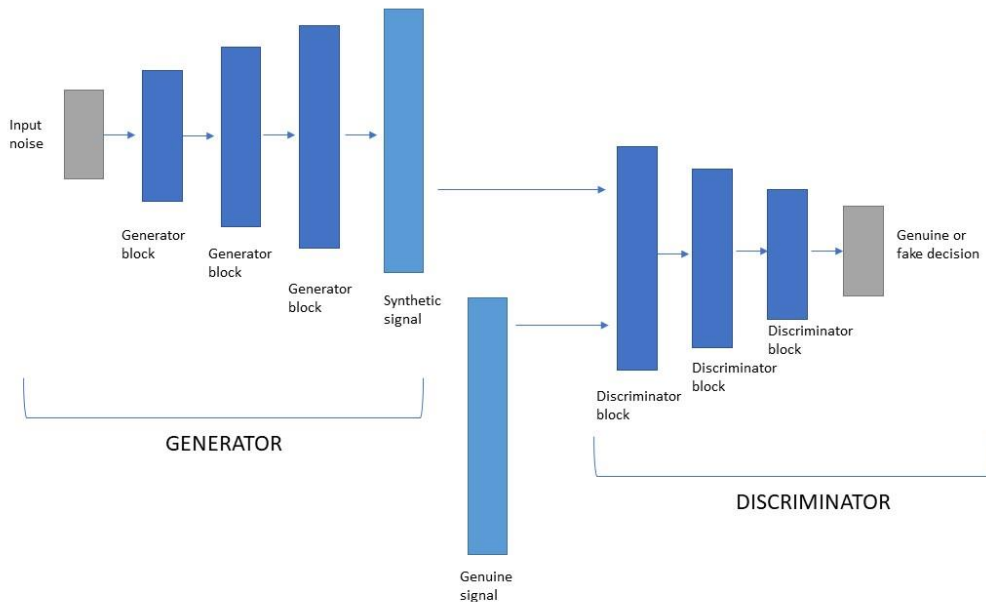 Input
noise
Generator
block
Generator
block
Generator
block
Synthetic
signal
GENERATOR
Genuine
signal
Discriminator
block
Discriminator
block
Discriminator
block
Genuine or
fake decision
DISCRIMINATOR